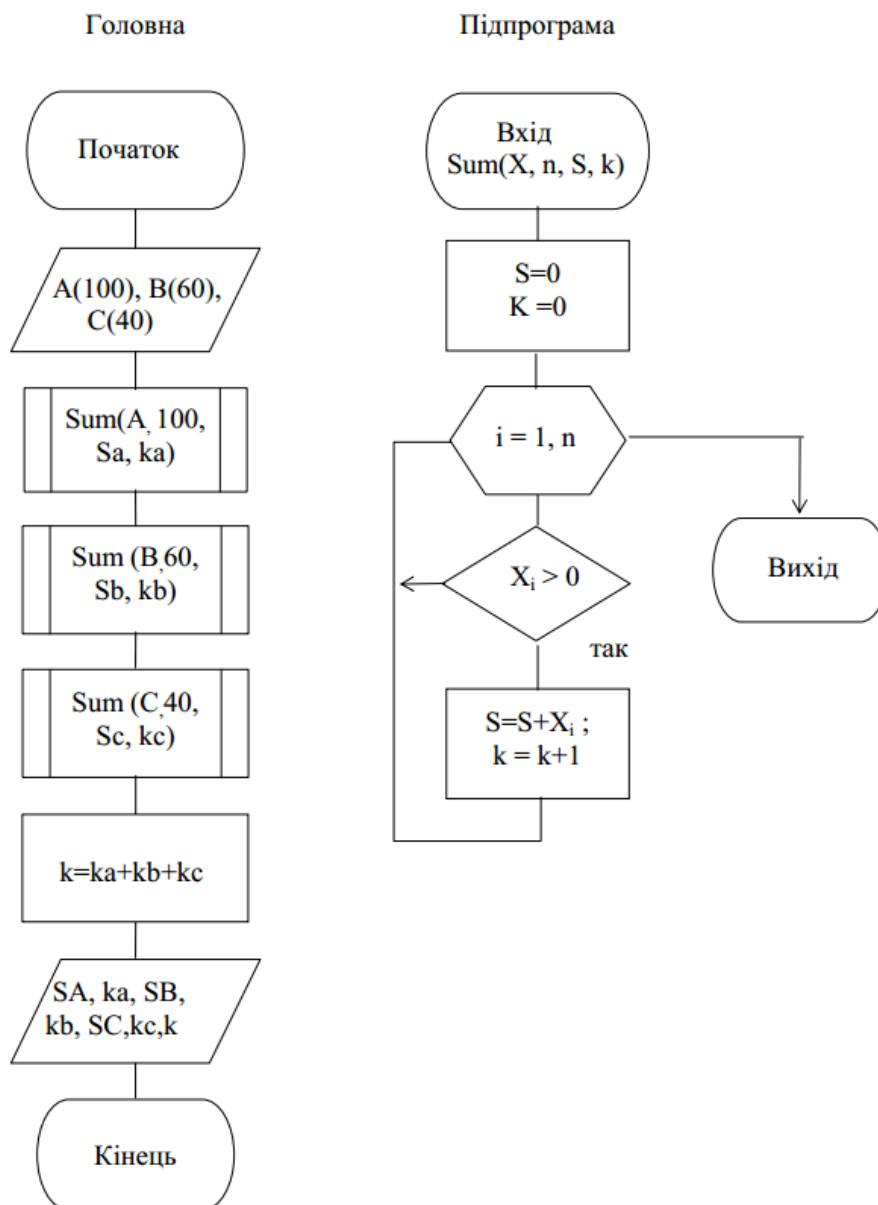 Головна
Початок
A(100), B(60),
C(40)
Sum(A, 100,
Sa, ka)
Sum (B,60,
Sb, kb)
Sum (C,40,
Sc, kc)
k=ka+kb+kc
SA, ka, SB,
kb, SC,kc,k
Кінець
Підпрограма
Вхід
Sum(X, n, S, k)
S=0
K =0
i = 1, n
Xᵢ > 0
так
S=S+Xᵢ ;
k = k+1
Вихід